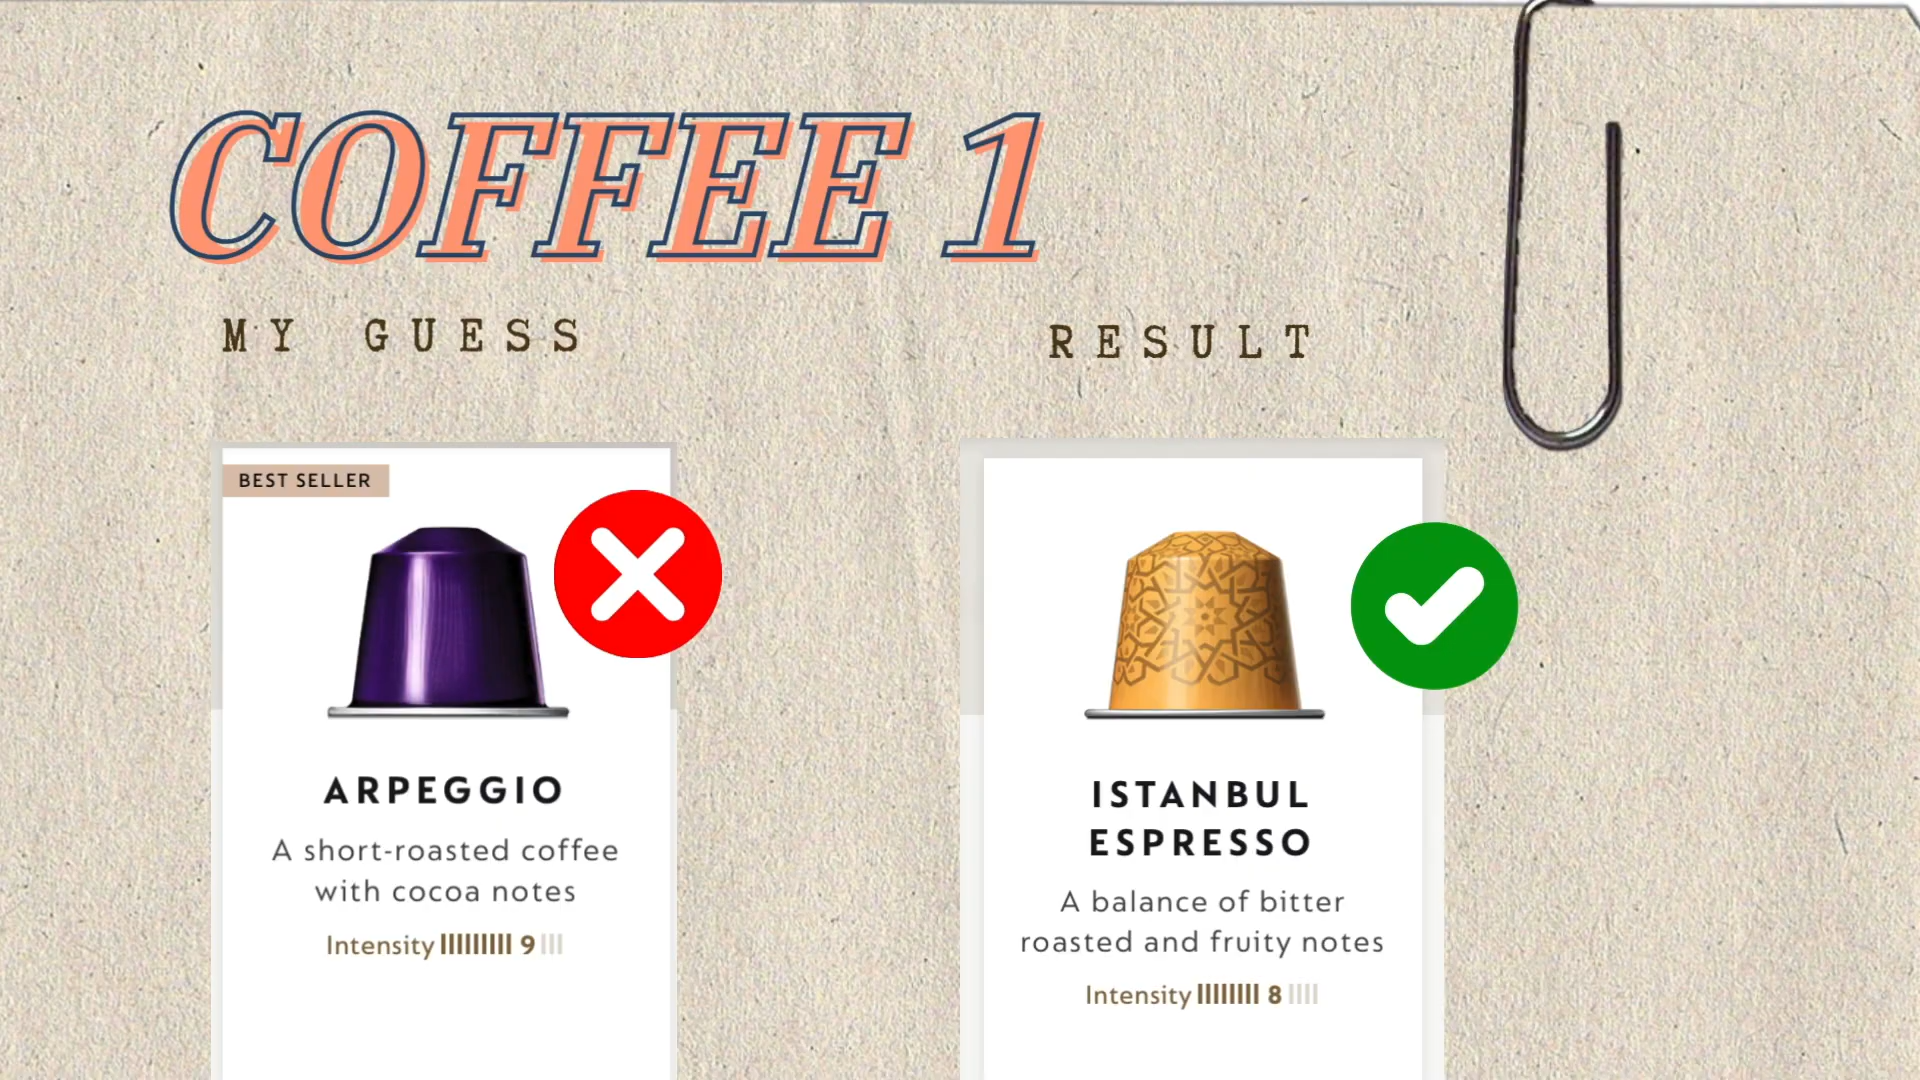 COFFEE 1
MY GUESS
RESULT
BEST SELLER
ARPEGGIO
A short-roasted coffee
with cocoa notes
Intensity 9
ISTANBUL
ESPRESSO
A balance of bitter
roasted and fruity notes
Intensity 8